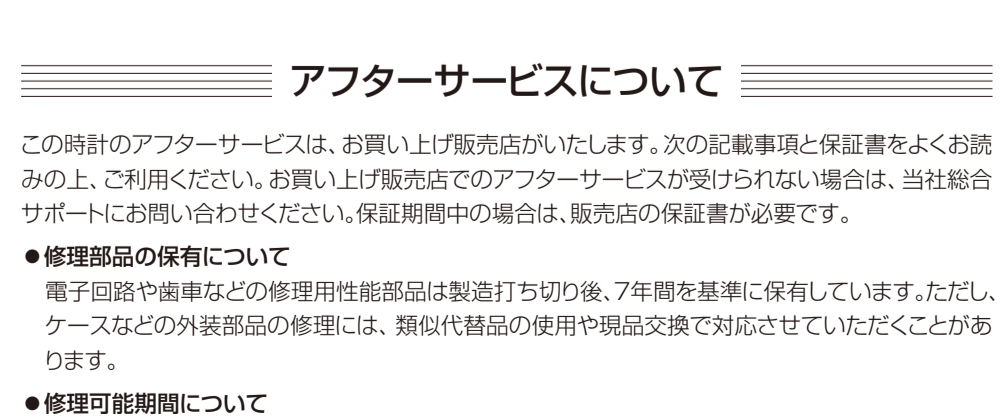 アフターサービスについて
この時計のアフターサービスは、お買い上げ販売店がいたします。次の記載事項と保証書をよくお読
みの上、ご利用ください。お買い上げ販売店でのアフターサービスが受けられない場合は、当社総合
サポートにお問い合わせください。保証期間中の場合は、販売店の保証書が必要です。
●修理部品の保有について
電子回路や歯車などの修理用性能部品は製造打ち切り後、7年間を基準に保有しています。ただし、
ケースなどの外装部品の修理には、類似代替品の使用や現品交換で対応させていただくことがあ
ります。
●修理可能期間について